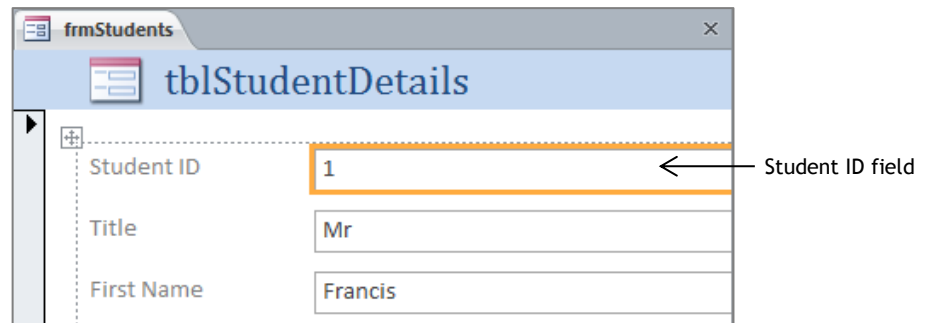 frmStudents
tblStudentDetails
Student ID 1
Student ID field
Title Mr
First Name Francis